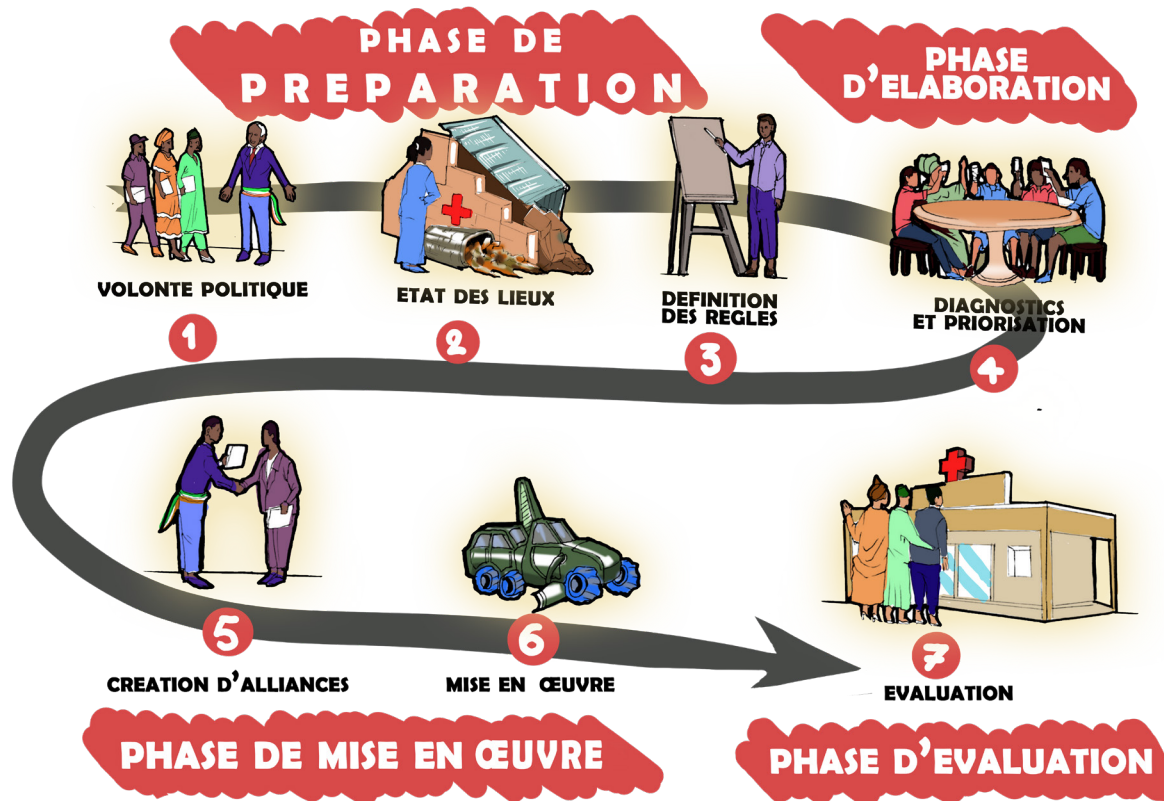 PHASE DE
PREPARATION
PHASE
D'ELABORATION
VOLONTE POLITIQUE
1
ETAT DES LIEUX
2
DEFINITION
DES REGLES
3
DIAGNOSTICS
ET PRIORISATION
4
5
CREATION D'ALLIANCES
6
MISE EN ŒUVRE
7
EVALUATION
PHASE DE MISE EN ŒUVRE
PHASE D'EVALUATION